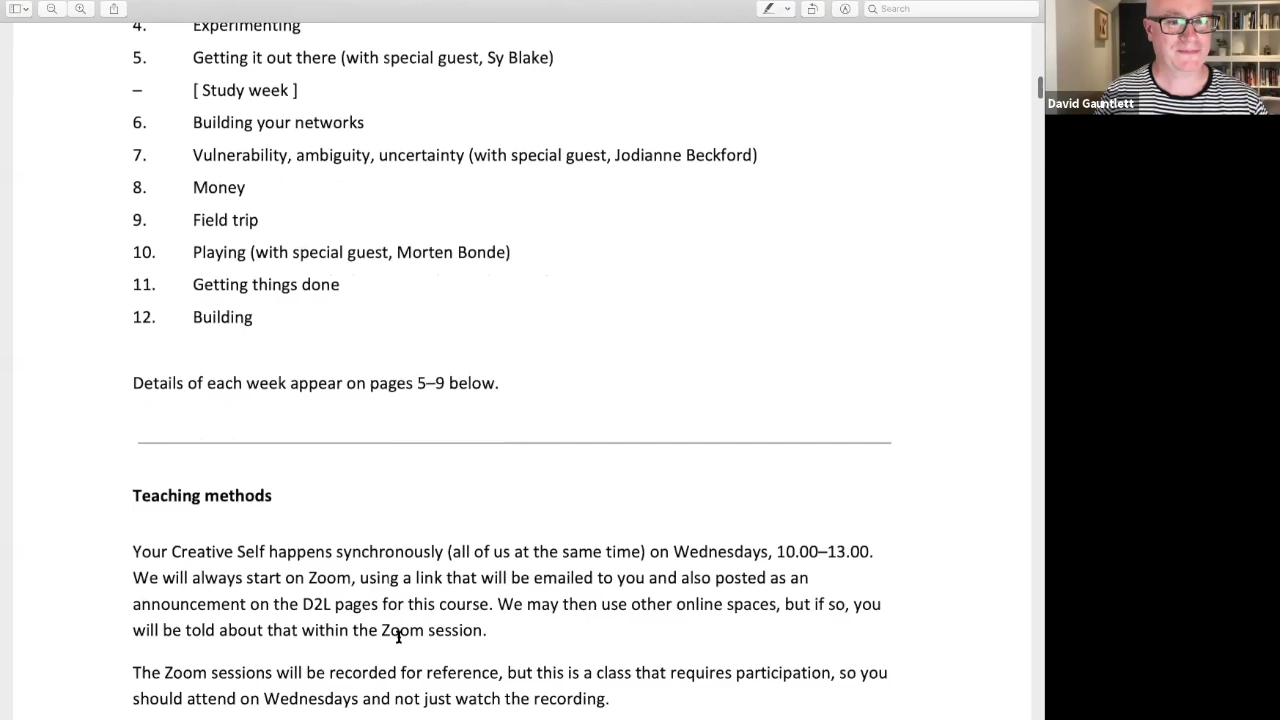 Search
4. Experimenting
5. Getting it out there (with special guest, Sy Blake)
– [ Study week ]
6. Building your networks
7. Vulnerability, ambiguity, uncertainty (with special guest, Jodianne Beckford)
8. Money
9. Field trip
10. Playing (with special guest, Morten Bonde)
11. Getting things done
12. Building
Details of each week appear on pages 5–9 below.
Teaching methods
Your Creative Self happens synchronously (all of us at the same time) on Wednesdays, 10.00–13.00.
We will always start on Zoom, using a link that will be emailed to you and also posted as an
announcement on the D2L pages for this course. We may then use other online spaces, but if so, you
will be told about that within the Zoom session.
The Zoom sessions will be recorded for reference, but this is a class that requires participation, so you
should attend on Wednesdays and not just watch the recording.
David Gauntlett